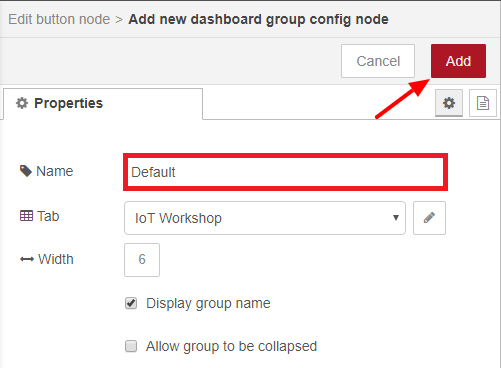 Edit button node > Add new dashboard group config node
Cancel
Add
Properties
Name
Default
Tab
IoT Workshop
Width
6
Display group name
Allow group to be collapsed